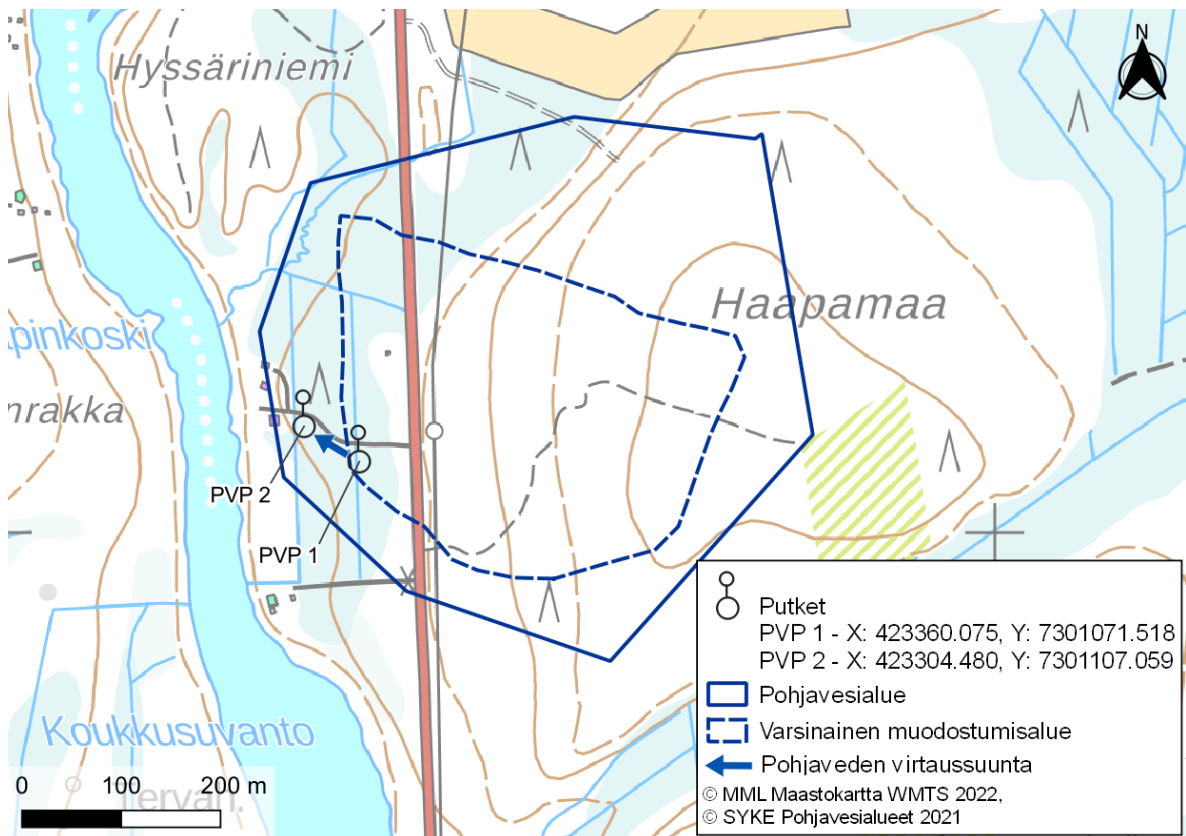 Hyssäriniemi
N
Haapamaa
pinkoski
nrakka
PVP 2
PVP 1
Koukkusuvanto
0 100 200 m
Tervan.
Putket
PVP 1 - X: 423360.075, Y: 7301071.518
PVP 2 - X: 423304.480, Y: 7301107.059
Pohjavesialue
Varsinainen muodostumisalue
Pohjaveden virtaussuunta
© MML Maastokartta WMTS 2022,
© SYKE Pohjavesialueet 2021